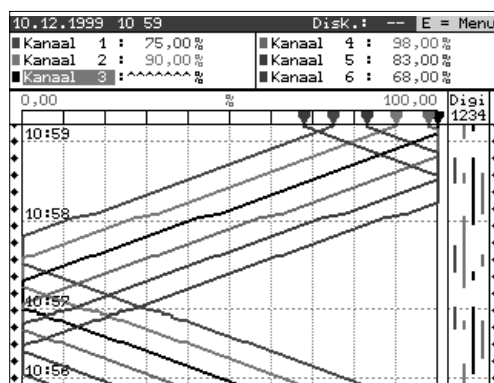 10.12.1999 10 59 Disk.: -- E = Menu
Kanaal 1 : 75,00 % Kanaal 4 : 98,00 %
Kanaal 2 : 90,00 % Kanaal 5 : 83,00 %
Kanaal 3 :^^^^^^^ % Kanaal 6 : 68,00 %
0,00 % 100,00 Digi
1234
10:59
10:58
10:57
10:56